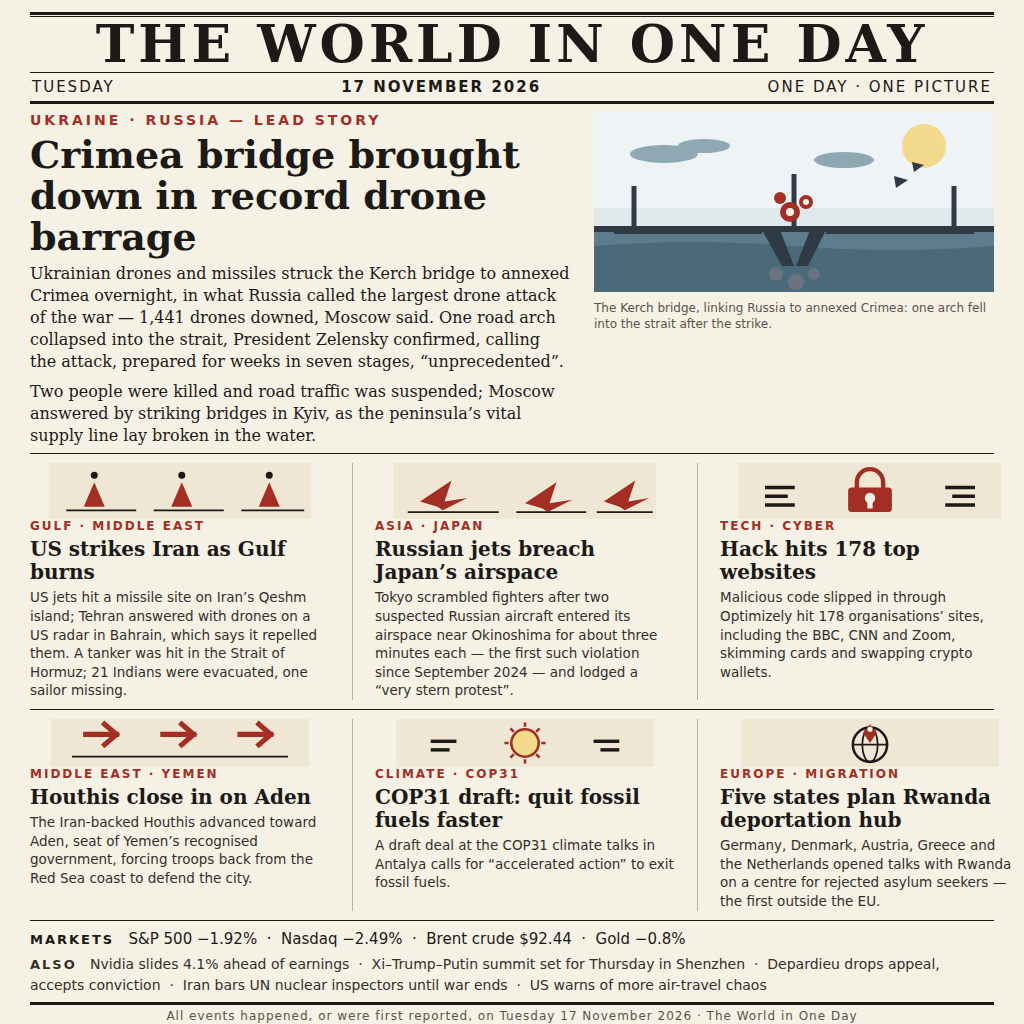 THE WORLD IN ONE DAY
TUESDAY
17 NOVEMBER 2026
ONE DAY · ONE PICTURE
UKRAINE · RUSSIA — LEAD STORY
Crimea bridge brought
down in record drone
barrage
Ukrainian drones and missiles struck the Kerch bridge to annexed
Crimea overnight, in what Russia called the largest drone attack
of the war — 1,441 drones downed, Moscow said. One road arch
collapsed into the strait, President Zelensky confirmed, calling
the attack, prepared for weeks in seven stages, “unprecedented”.
Two people were killed and road traffic was suspended; Moscow
answered by striking bridges in Kyiv, as the peninsula’s vital
supply line lay broken in the water.
The Kerch bridge, linking Russia to annexed Crimea: one arch fell
into the strait after the strike.
GULF · MIDDLE EAST
US strikes Iran as Gulf
burns
US jets hit a missile site on Iran’s Qeshm
island; Tehran answered with drones on a
US radar in Bahrain, which says it repelled
them. A tanker was hit in the Strait of
Hormuz; 21 Indians were evacuated, one
sailor missing.
ASIA · JAPAN
Russian jets breach
Japan’s airspace
Tokyo scrambled fighters after two
suspected Russian aircraft entered its
airspace near Okinoshima for about three
minutes each — the first such violation
since September 2024 — and lodged a
“very stern protest”.
TECH · CYBER
Hack hits 178 top
websites
Malicious code slipped in through
Optimizely hit 178 organisations’ sites,
including the BBC, CNN and Zoom,
skimming cards and swapping crypto
wallets.
MIDDLE EAST · YEMEN
Houthis close in on Aden
The Iran-backed Houthis advanced toward
Aden, seat of Yemen’s recognised
government, forcing troops back from the
Red Sea coast to defend the city.
CLIMATE · COP31
COP31 draft: quit fossil
fuels faster
A draft deal at the COP31 climate talks in
Antalya calls for “accelerated action” to exit
fossil fuels.
EUROPE · MIGRATION
Five states plan Rwanda
deportation hub
Germany, Denmark, Austria, Greece and
the Netherlands opened talks with Rwanda
on a centre for rejected asylum seekers —
the first outside the EU.
MARKETS S&P 500 −1.92% · Nasdaq −2.49% · Brent crude $92.44 · Gold −0.8%
ALSO Nvidia slides 4.1% ahead of earnings · Xi–Trump–Putin summit set for Thursday in Shenzhen · Depardieu drops appeal,
accepts conviction · Iran bars UN nuclear inspectors until war ends · US warns of more air-travel chaos
All events happened, or were first reported, on Tuesday 17 November 2026 · The World in One Day